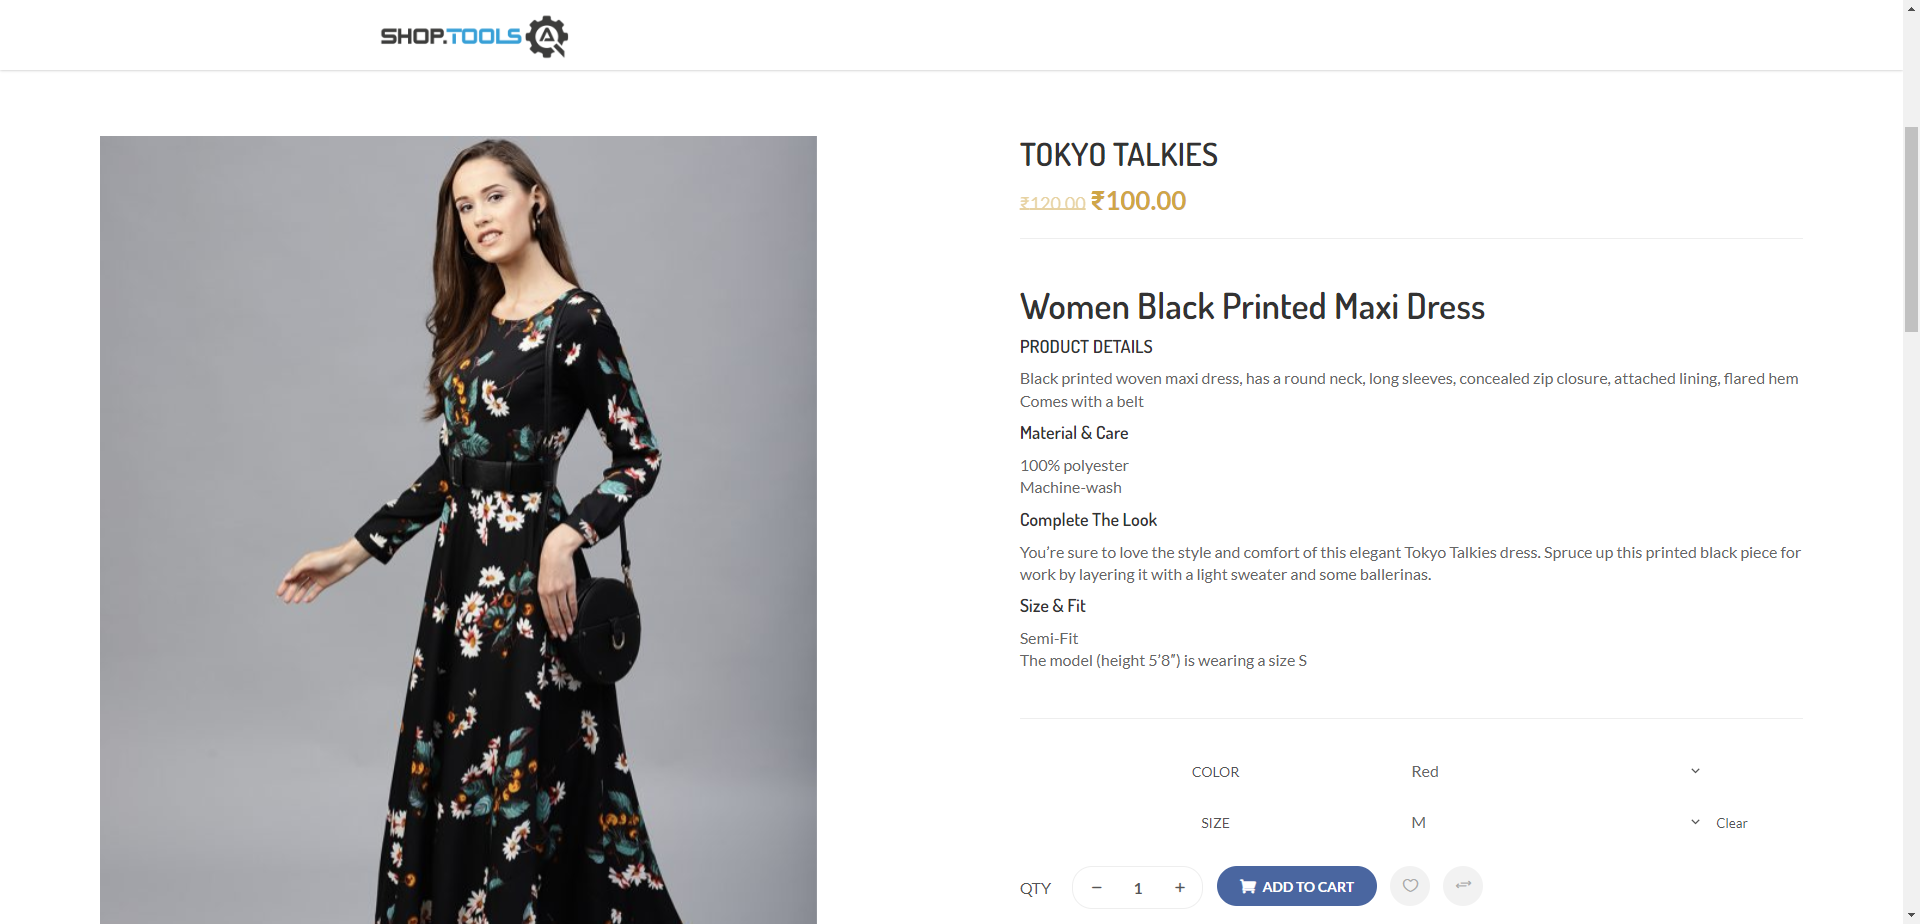 SHOP.TOOLS
TOKYO TALKIES
₹120.00 ₹100.00
Women Black Printed Maxi Dress
PRODUCT DETAILS
Black printed woven maxi dress, has a round neck, long sleeves, concealed zip closure, attached lining, flared hem
Comes with a belt
Material & Care
100% polyester
Machine-wash
Complete The Look
You’re sure to love the style and comfort of this elegant Tokyo Talkies dress. Spruce up this printed black piece for
work by layering it with a light sweater and some ballerinas.
Size & Fit
Semi-Fit
The model (height 5’8″) is wearing a size S
COLOR Red
SIZE M Clear
QTY − 1 + ADD TO CART